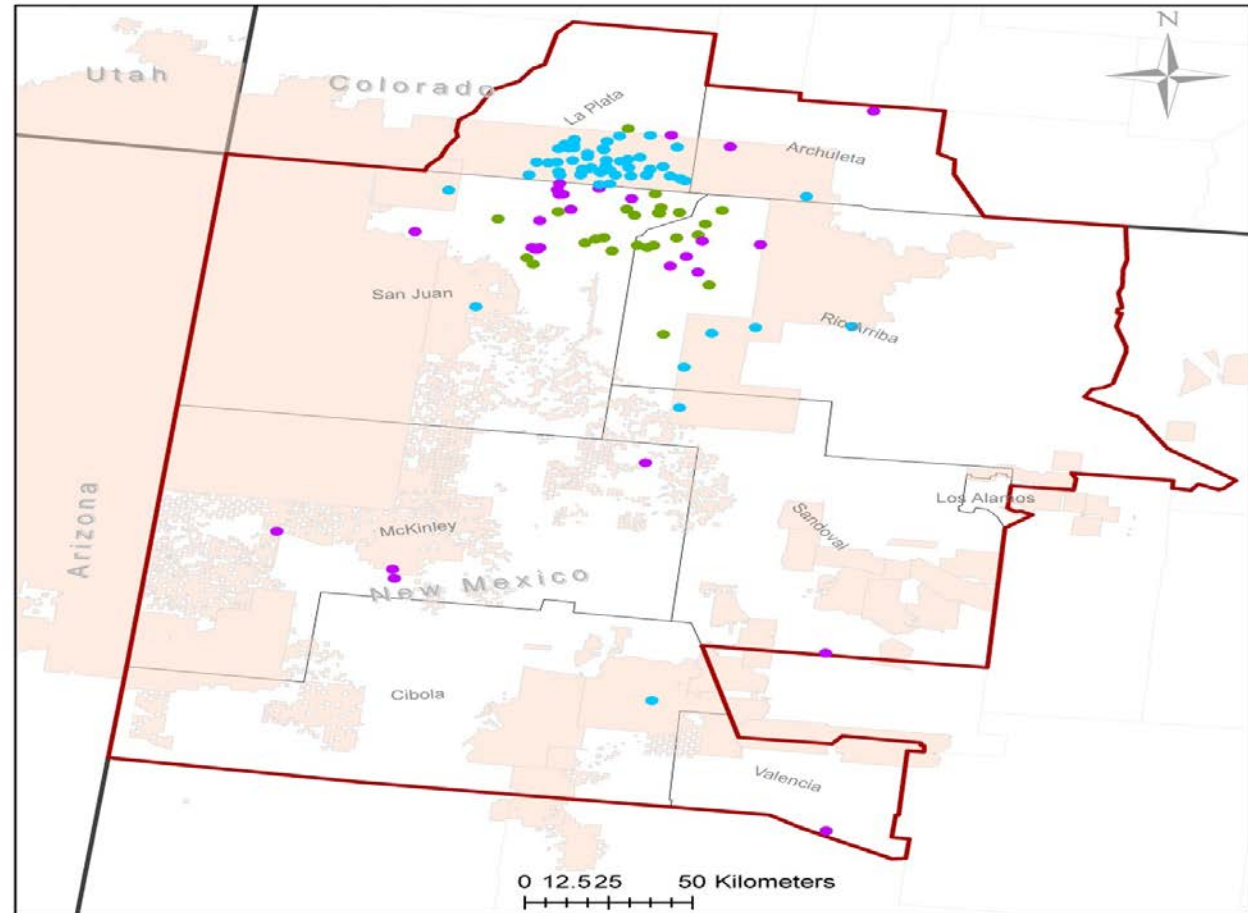 N
Utah
Colorado
La Plata
Archuleta
San Juan
Rio Arriba
Arizona
McKinley
Sandoval
Los Alamos
New Mexico
Cibola
Valencia
0 12.525 50 Kilometers